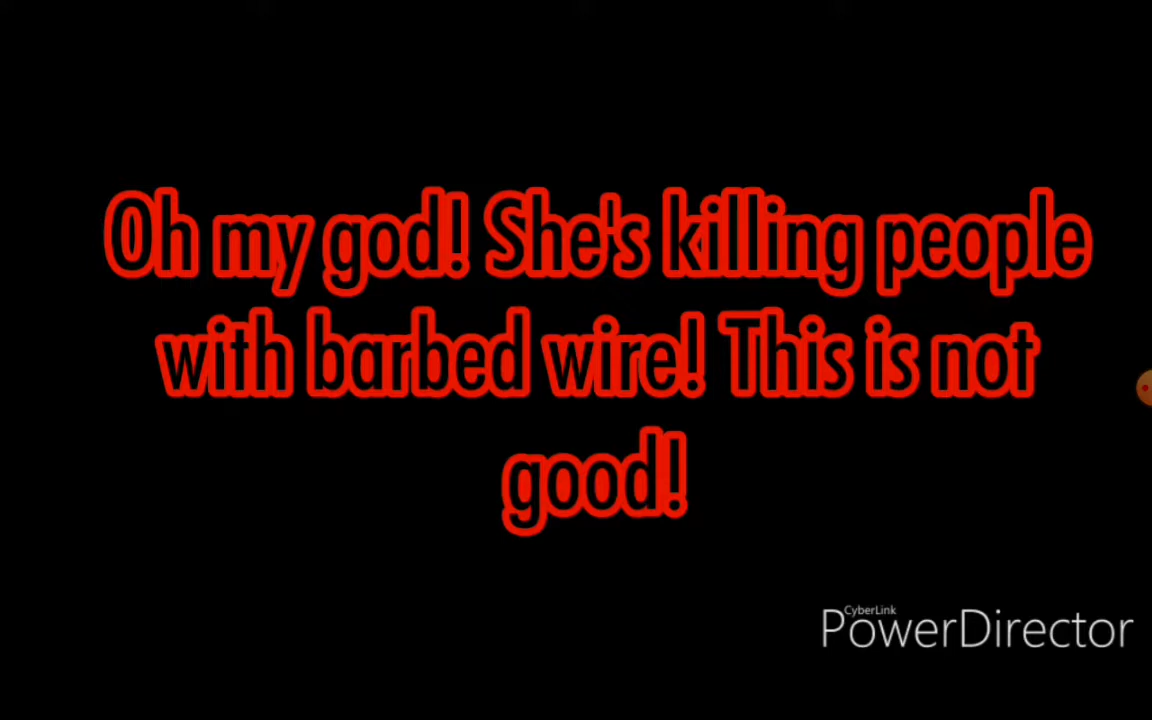 Oh my god! She's killing people
with barbed wire! This is not
good!
CyberLink
PowerDirector